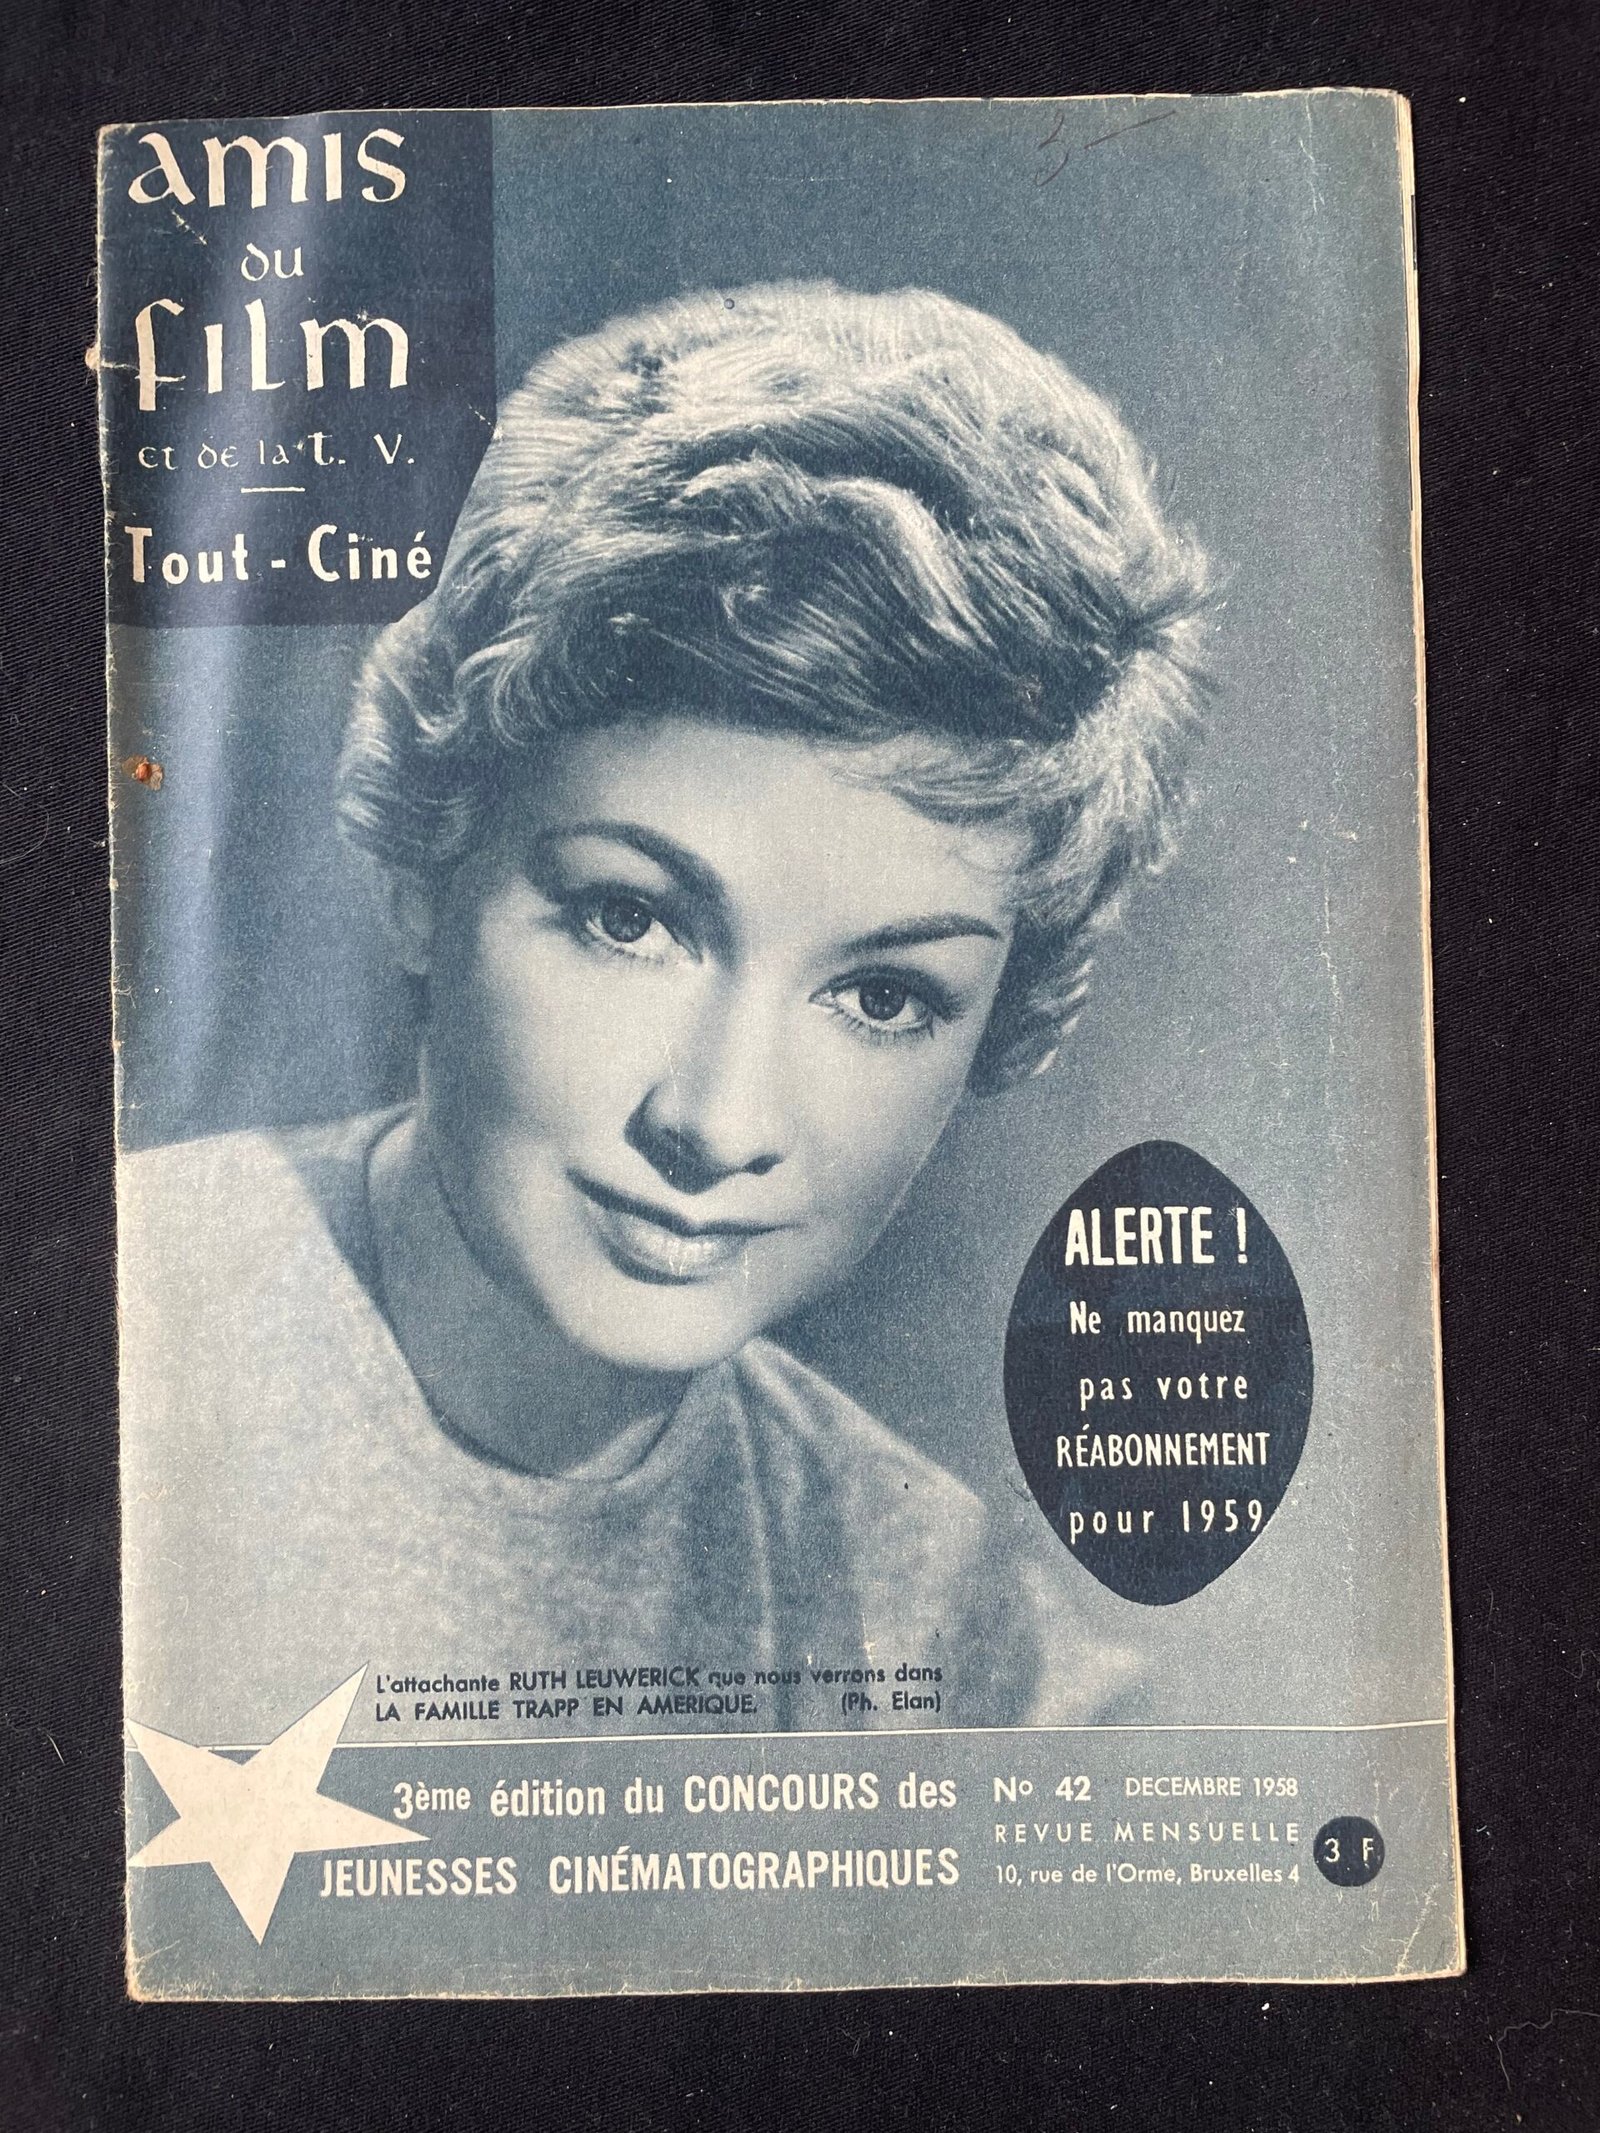 amis
du
film
et de la t. v.
Tout - Ciné
ALERTE !
Ne manquez
pas votre
RÉABONNEMENT
pour 1959
L'attachante RUTH LEUWERICK que nous verrons dans
LA FAMILLE TRAPP EN AMERIQUE. (Ph. Elan)
3ème édition du CONCOURS des
JEUNESSES CINÉMATOGRAPHIQUES
No 42 DECEMBRE 1958
REVUE MENSUELLE
10, rue de l'Orme, Bruxelles 4
3 F